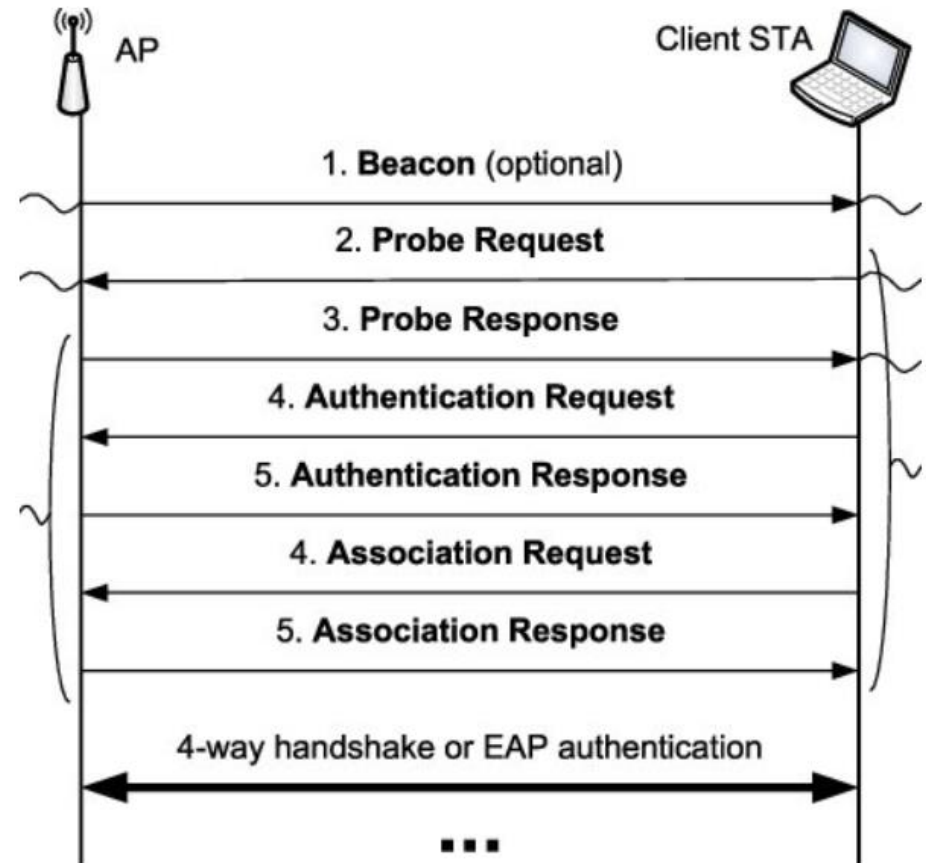 AP
Client STA
1. Beacon (optional)
2. Probe Request
3. Probe Response
4. Authentication Request
5. Authentication Response
4. Association Request
5. Association Response
4-way handshake or EAP authentication
...